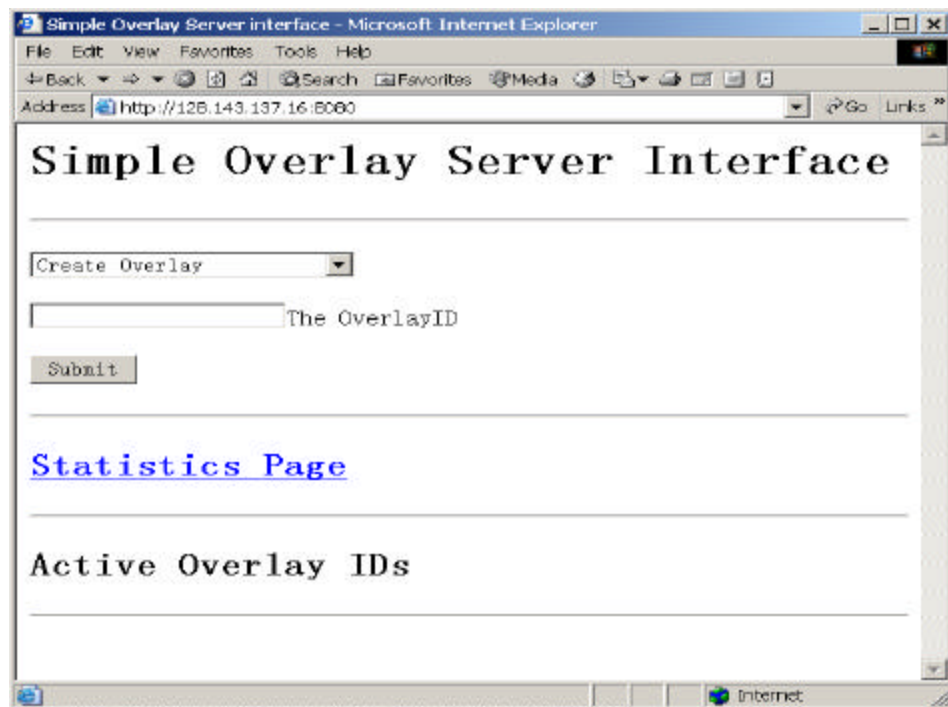 Simple Overlay Server interface - Microsoft Internet Explorer
File Edit View Favorites Tools Help
Back Search Favorites Media
Address http://128.143.137.16:8080 Go Links »
Simple Overlay Server Interface
Create Overlay
The OverlayID
Submit
Statistics Page
Active Overlay IDs
Internet